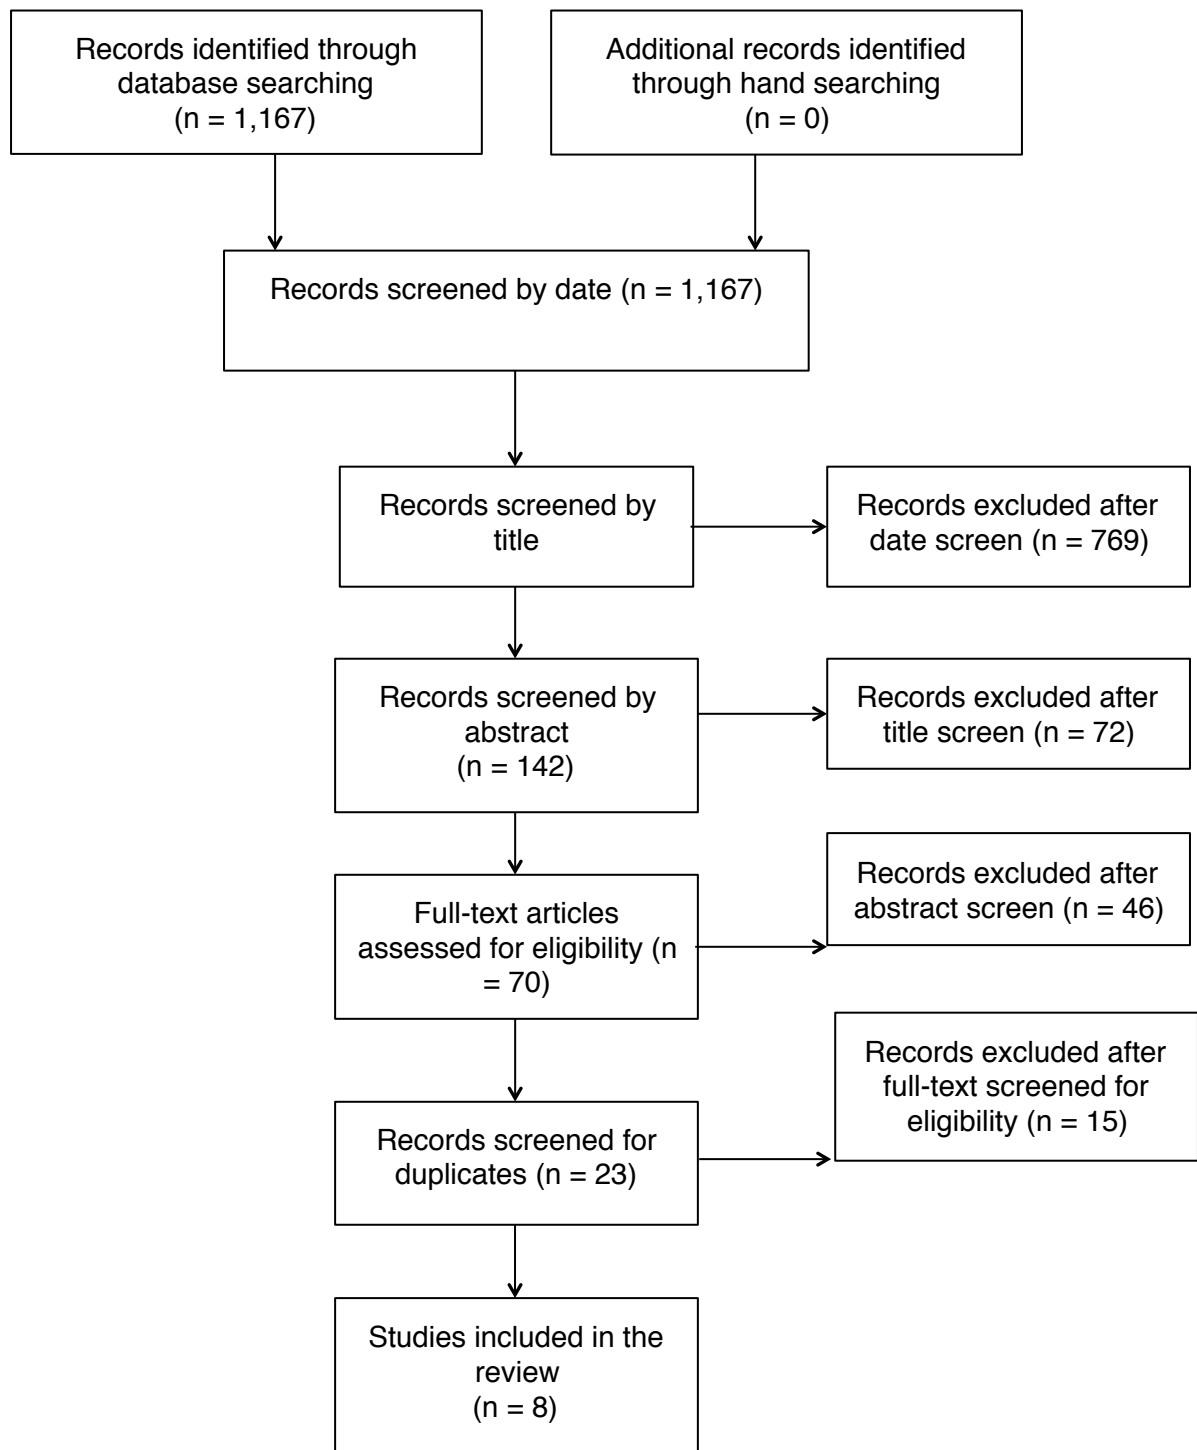 Records identified through
database searching
(n = 1,167)
Additional records identified
through hand searching
(n = 0)
Records screened by date (n = 1,167)
Records screened by
title
Records excluded after
date screen (n = 769)
Records screened by
abstract
(n = 142)
Records excluded after
title screen (n = 72)
Full-text articles
assessed for eligibility (n
= 70)
Records excluded after
abstract screen (n = 46)
Records screened for
duplicates (n = 23)
Records excluded after
full-text screened for
eligibility (n = 15)
Studies included in the
review
(n = 8)